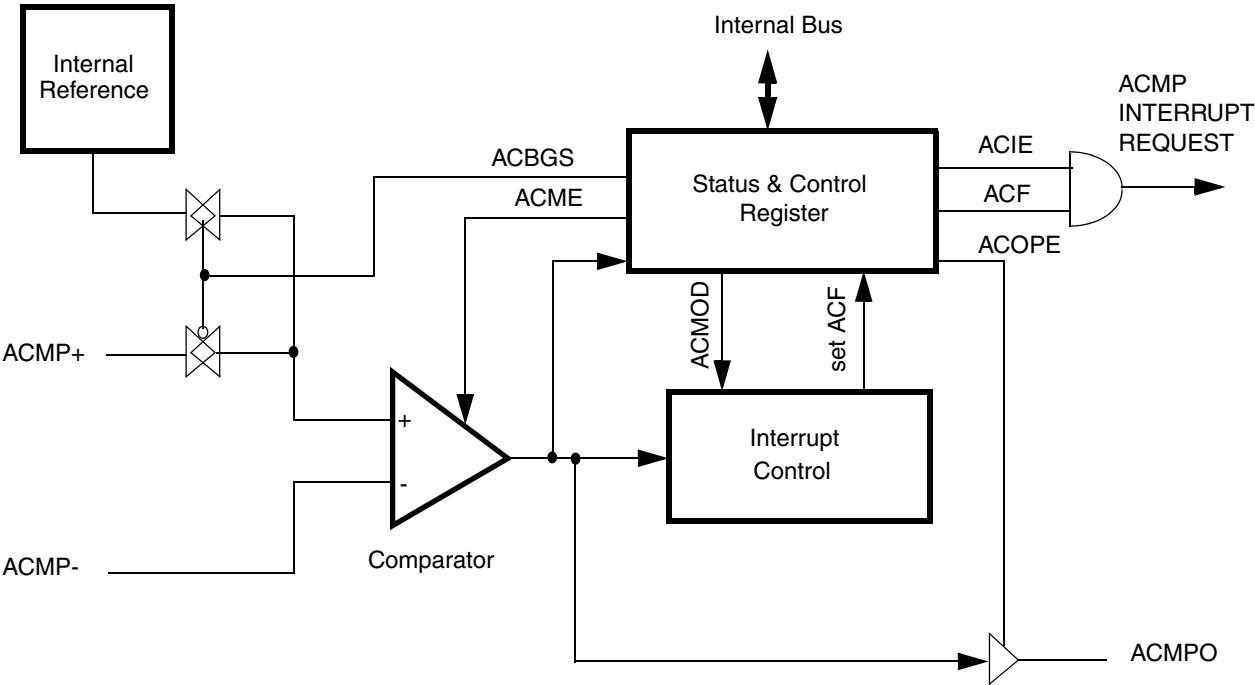 Internal
Reference
Internal Bus
ACMP
INTERRUPT
REQUEST
ACBGS
ACME
Status & Control
Register
ACIE
ACF
ACOPE
ACMOD
set ACF
ACMP+
+
-
Interrupt
Control
Comparator
ACMP-
ACMPO